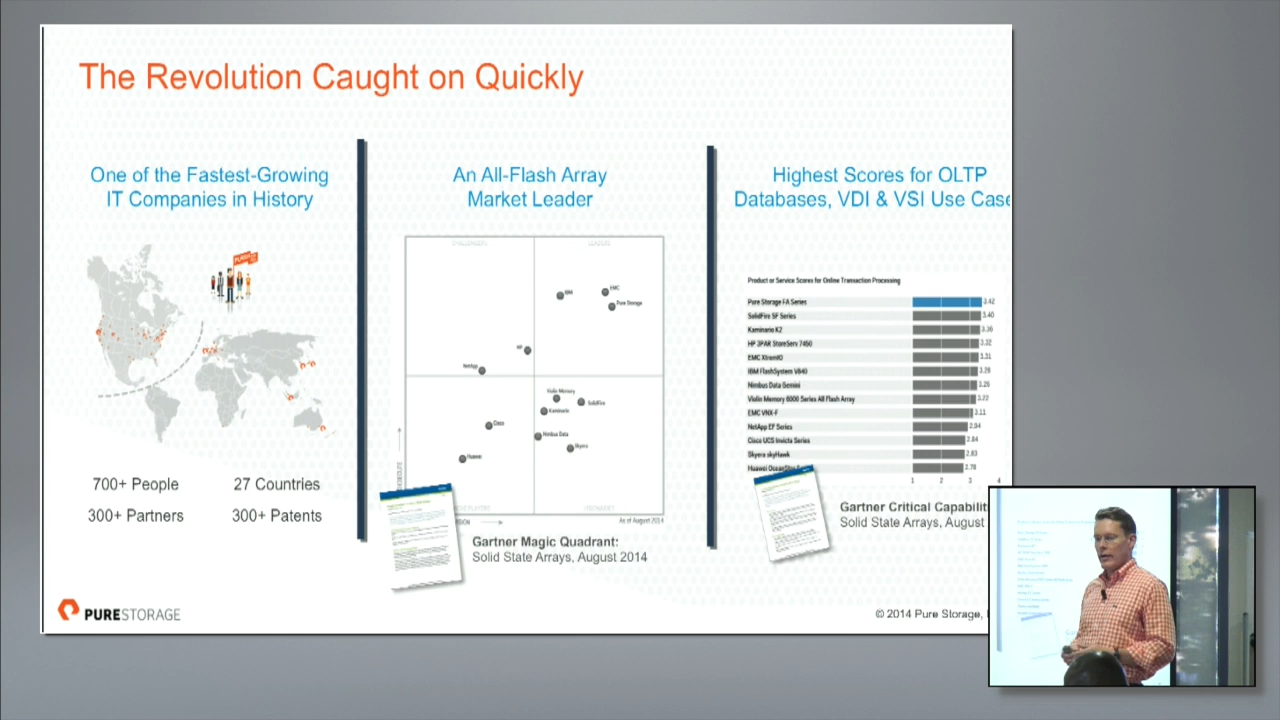 The Revolution Caught on Quickly
One of the Fastest-Growing
IT Companies in History
700+ People
27 Countries
300+ Partners
300+ Patents
An All-Flash Array
Market Leader
CHALLENGERS
LEADERS
IBM
EMC
Pure Storage
HP
NetApp
Violin Memory
SolidFire
Kaminario
Cisco
Nimbus Data
Skyera
Huawei
As of August 2014
Gartner Magic Quadrant:
Solid State Arrays, August 2014
Highest Scores for OLTP
Databases, VDI & VSI Use Case
Product or Service Scores for Online Transaction Processing
Pure Storage FA Series 3.42
SolidFire SF Series 3.40
Kaminario K2 3.36
HP 3PAR StoreServ 7450 3.32
EMC XtremIO 3.31
IBM FlashSystem V840 3.28
Nimbus Data Gemini 3.26
Violin Memory 6000 Series All Flash Array 3.22
EMC VNX-F 3.11
NetApp EF Series 2.94
Cisco UCS Invicta Series 2.84
Skyera skyHawk 2.83
Huawei 2.78
1 2 3 4
Gartner Critical Capabilit
Solid State Arrays, August
PURESTORAGE
© 2014 Pure Storage,